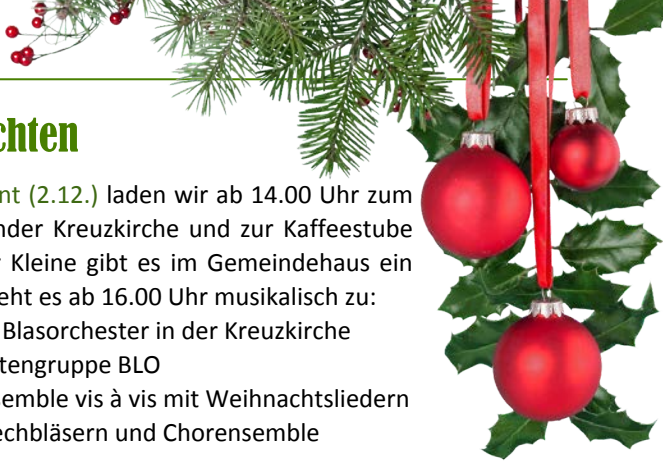 chten
nt (2.12.) laden wir ab 14.00 Uhr zum
nder Kreuzkirche und zur Kaffeestube
Kleine gibt es im Gemeindehaus ein
eht es ab 16.00 Uhr musikalisch zu:
Blasorchester in der Kreuzkirche
tengruppe BLO
semble vis à vis mit Weihnachtsliedern
echbläsern und Chorensemble